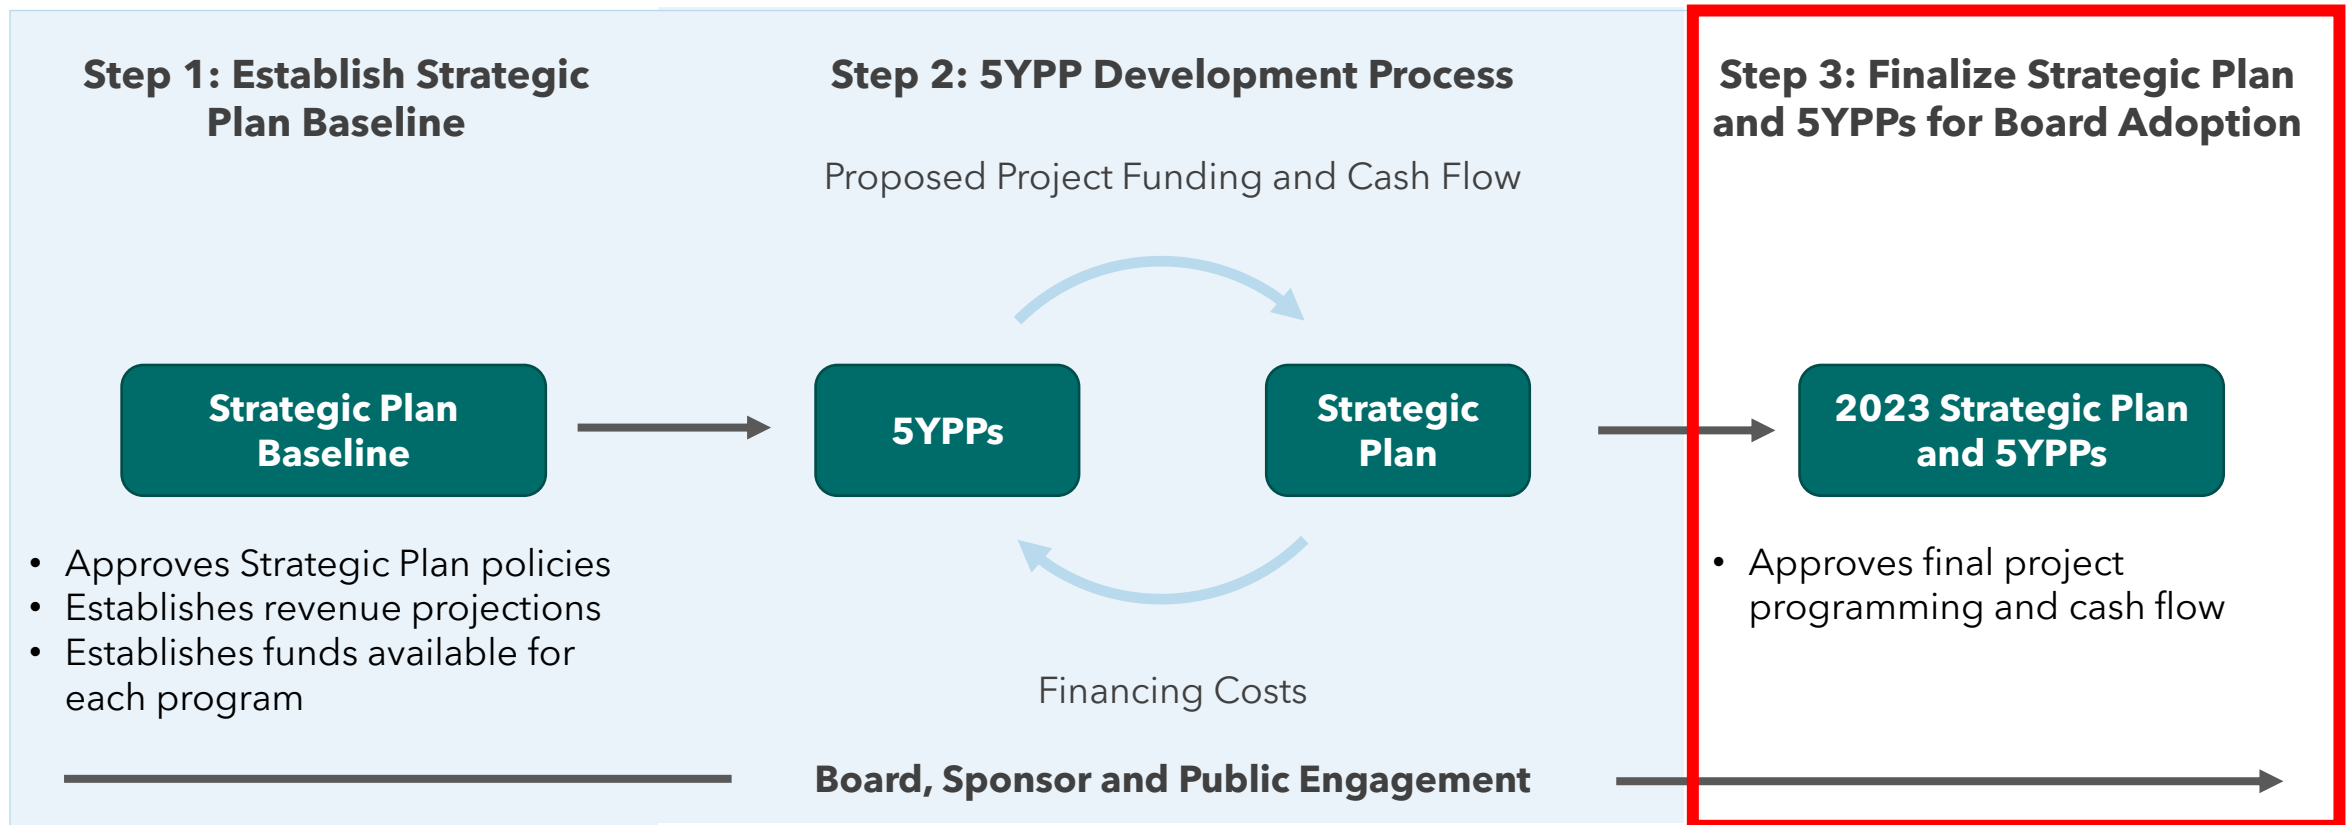 Step 1: Establish Strategic
Plan Baseline
Strategic Plan
Baseline
• Approves Strategic Plan policies
• Establishes revenue projections
• Establishes funds available for
each program
Step 2: 5YPP Development Process
Proposed Project Funding and Cash Flow
5YPPs
Strategic
Plan
Financing Costs
Step 3: Finalize Strategic Plan
and 5YPPs for Board Adoption
2023 Strategic Plan
and 5YPPs
• Approves final project
programming and cash flow
Board, Sponsor and Public Engagement